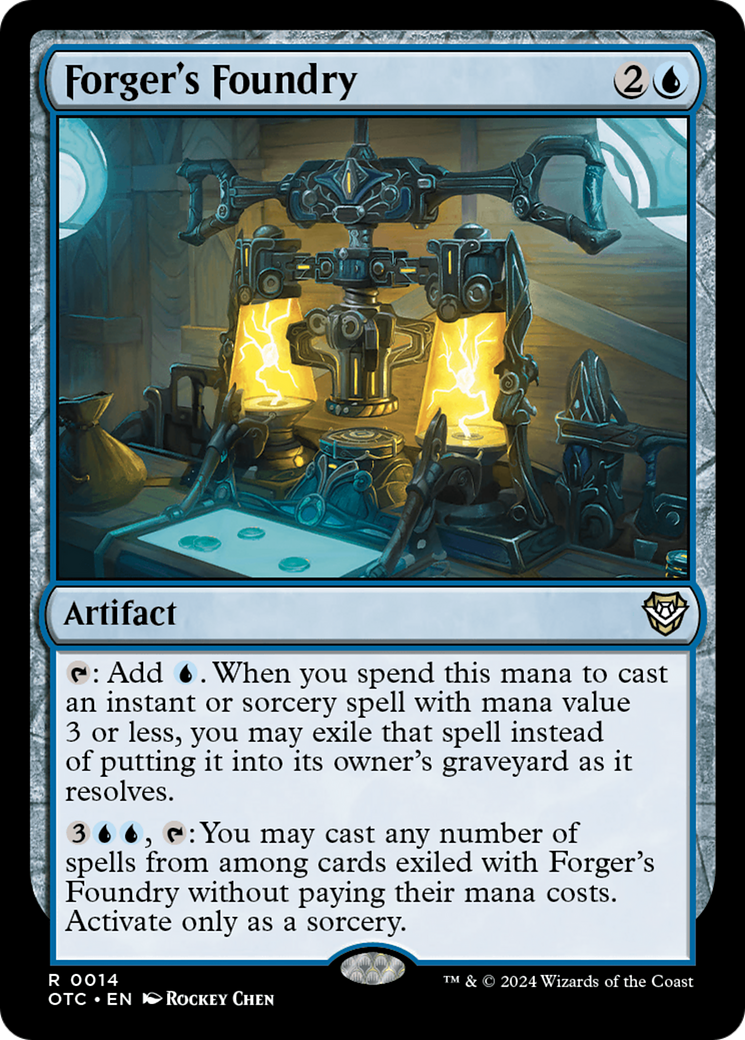 Forger's Foundry 2
Artifact
: Add . When you spend this mana to cast
an instant or sorcery spell with mana value
3 or less, you may exile that spell instead
of putting it into its owner's graveyard as it
resolves.
3 , : You may cast any number of
spells from among cards exiled with Forger's
Foundry without paying their mana costs.
Activate only as a sorcery.
R 0014 ™ & © 2024 Wizards of the Coast
OTC • EN Rockey Chen